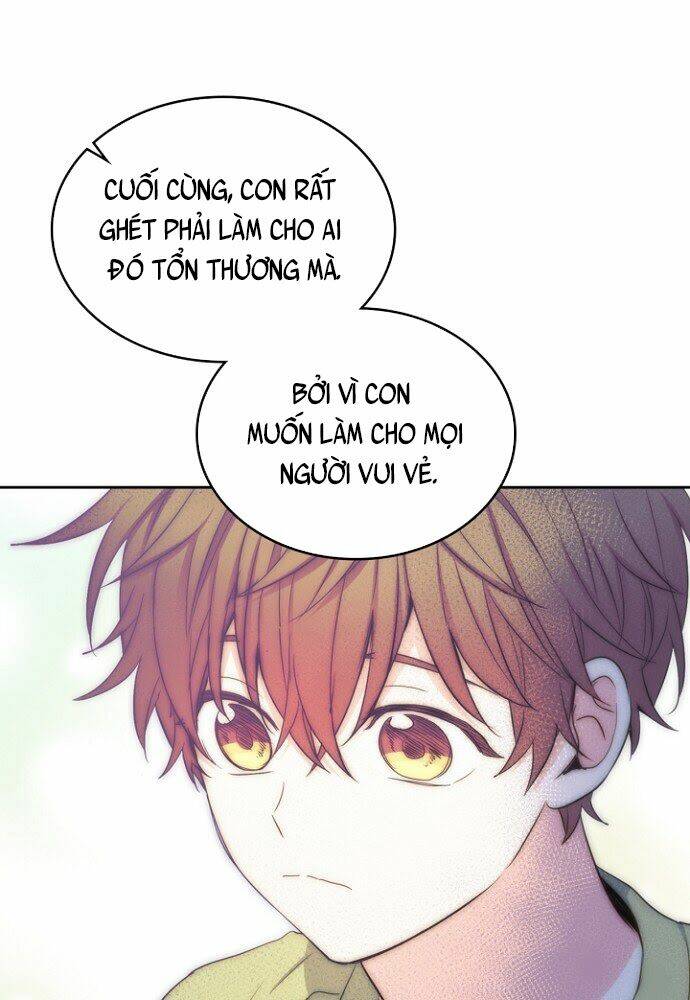 CUỐI CÙNG, CON RẤT
GHÉT PHẢI LÀM CHO AI
ĐÓ TỔN THƯƠNG MÀ.
BỞI VÌ CON
MUỐN LÀM CHO MỌI
NGƯỜI VUI VẺ.